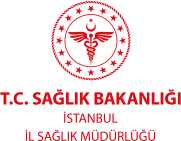 T.C. SAĞLIK BAKANLIĞI
İSTANBUL
İL SAĞLIK MÜDÜRLÜĞÜ